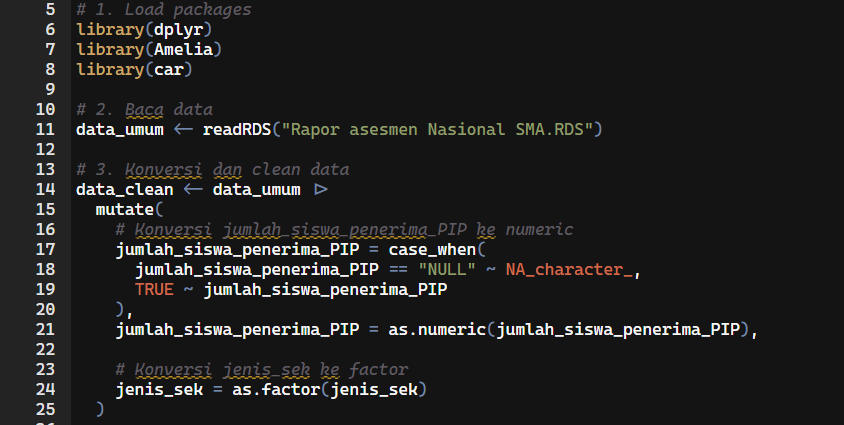 5 # 1. Load packages
6 library(dplyr)
7 library(Amelia)
8 library(car)
9
10 # 2. Baca data
11 data_umum <- readRDS("Rapor asesmen Nasional SMA.RDS")
12
13 # 3. Konversi dan clean data
14 data_clean <- data_umum |>
15 mutate(
16 # Konversi jumlah_siswa_penerima_PIP ke numeric
17 jumlah_siswa_penerima_PIP = case_when(
18 jumlah_siswa_penerima_PIP == "NULL" ~ NA_character_,
19 TRUE ~ jumlah_siswa_penerima_PIP
20 ),
21 jumlah_siswa_penerima_PIP = as.numeric(jumlah_siswa_penerima_PIP),
22
23 # Konversi jenis_sek ke factor
24 jenis_sek = as.factor(jenis_sek)
25 )